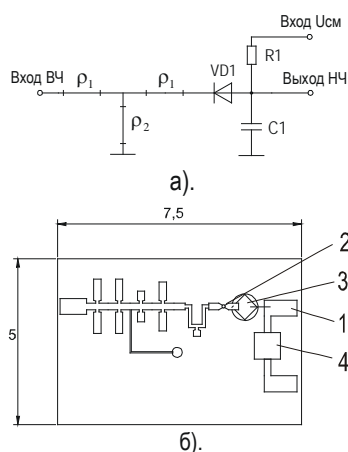 Вход Uсм
Вход ВЧ
ρ1
ρ1
VD1
R1
Выход НЧ
ρ2
C1
а).
7,5
5
2
3
1
4
б).